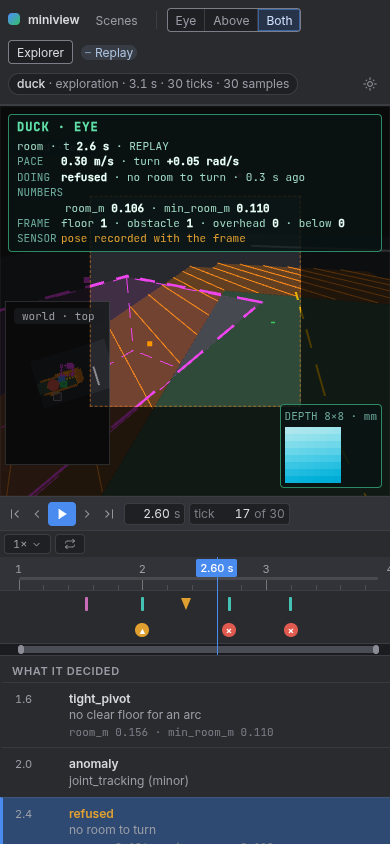 miniview Scenes Eye Above Both
Explorer – Replay
duck · exploration · 3.1 s · 30 ticks · 30 samples
DUCK · EYE
room · t 2.6 s · REPLAY
PACE 0.30 m/s · turn +0.05 rad/s
DOING refused · no room to turn · 0.3 s ago
NUMBERS
room_m 0.106 · min_room_m 0.110
FRAME floor 1 · obstacle 1 · overhead 0 · below 0
SENSOR pose recorded with the frame
world · top
DEPTH 8×8 · mm
2.60 s tick 17 of 30
1×
1 2 2.60 s 3 4
WHAT IT DECIDED
1.6 tight_pivot
no clear floor for an arc
room_m 0.156 · min_room_m 0.110
2.0 anomaly
joint_tracking (minor)
2.4 refused
no room to turn